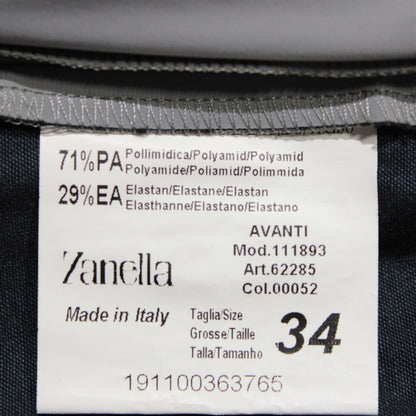 71%PA Pollimidica/Polyamid/Polyamid
Polyamide/Poliamid/Polimmida
29%EA Elastan/Elastane/Elastan
Elasthanne/Elastano/Elastano
AVANTI
Mod.111893
Zanella
Art.62285
Col.00052
Made in Italy
Taglia/Size
Grosse/Taille
Talla/Tamanho
34
191100363765